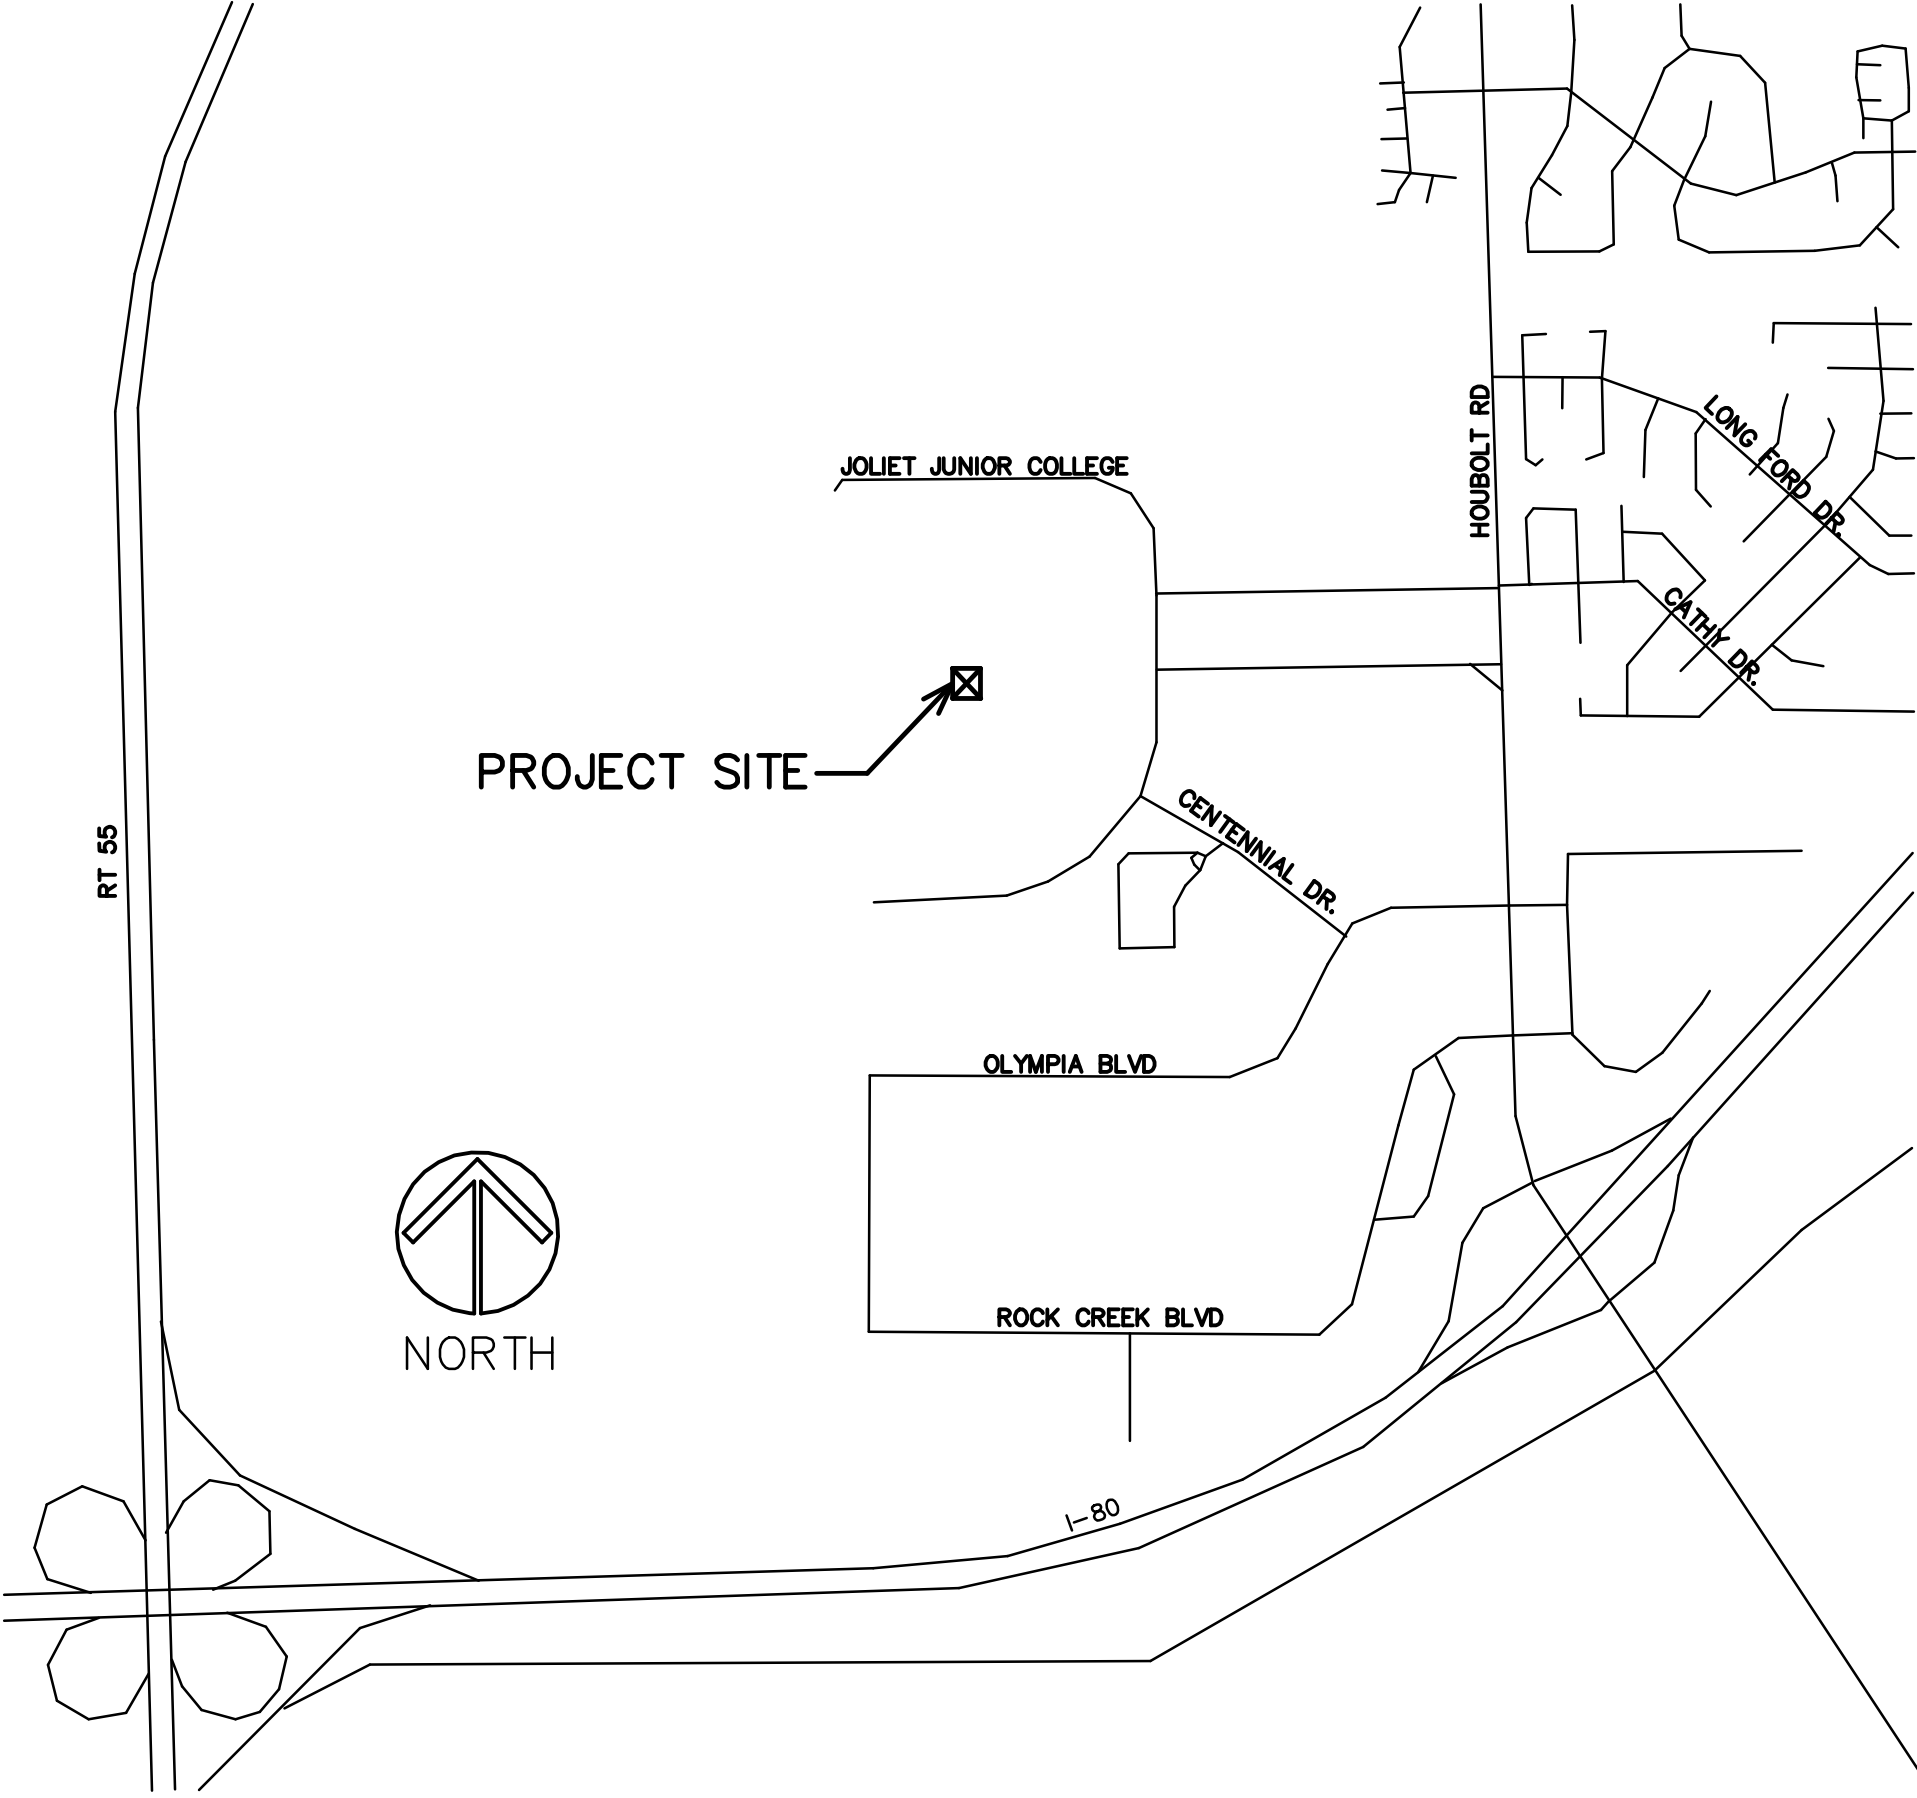 HOUBOLT RD
LONG FORD DR.
JOLIET JUNIOR COLLEGE
CATHY DR.
PROJECT SITE
CENTENNIAL DR.
RT 55
OLYMPIA BLVD
ROCK CREEK BLVD
NORTH
I-80